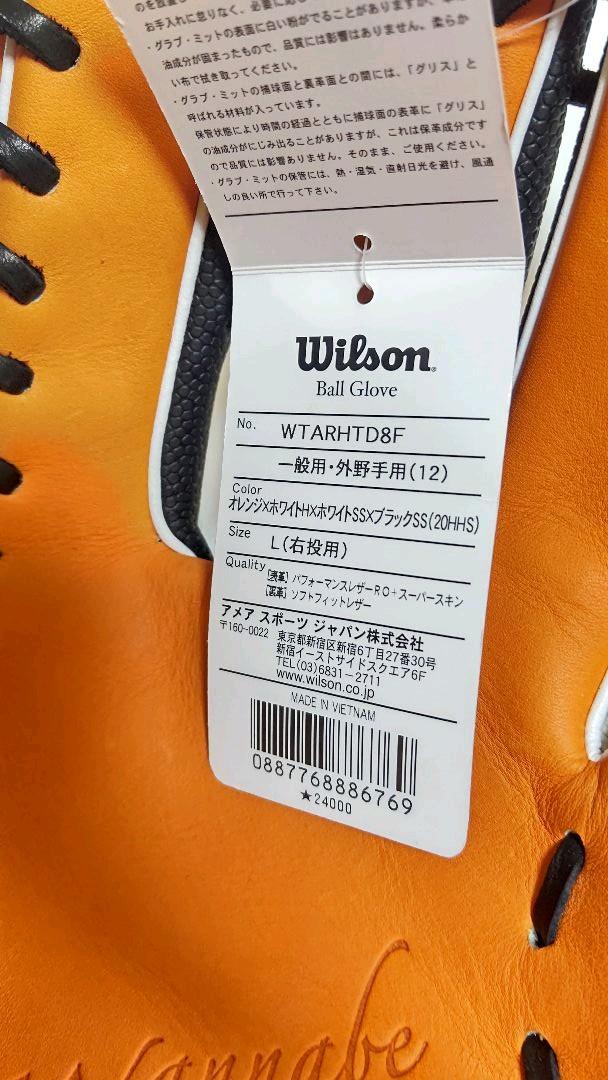 お手入れに怠りなく、必要に応じ
・グラブ・ミットの表面に白い粉がでることがありますが、
油成分が固まったもので、品質には影響はありません。柔らか
い布で拭き取ってください。
・グラブ・ミットの捕球面と裏革面との間には、「グリス」と
呼ばれる材料が入っています。
保管状態により時間の経過とともに捕球面の表革に「グリス」
の油成分がにじみ出ることがありますが、これは保革成分です
ので品質には影響ありません。そのまま、ご使用ください。
・グラブ・ミットの保管には、熱・湿気・直射日光を避け、風通
しの良い所で行って下さい。
Wilson
Ball Glove
No. WTARHTD8F
一般用・外野手用(12)
Color
オレンジ×ホワイトH×ホワイトSS×ブラックSS(20HHS)
Size L(右投用)
Quality [表革] パフォーマンスレザーRO+スーパースキン
[裏革] ソフトフィットレザー
アメア スポーツ ジャパン株式会社
〒160-0022 東京都新宿区新宿6丁目27番30号
新宿イーストサイドスクエア6F
TEL(03)6831-2711
www.wilson.co.jp
MADE IN VIETNAM
0887768886769
★24000
Wannabe